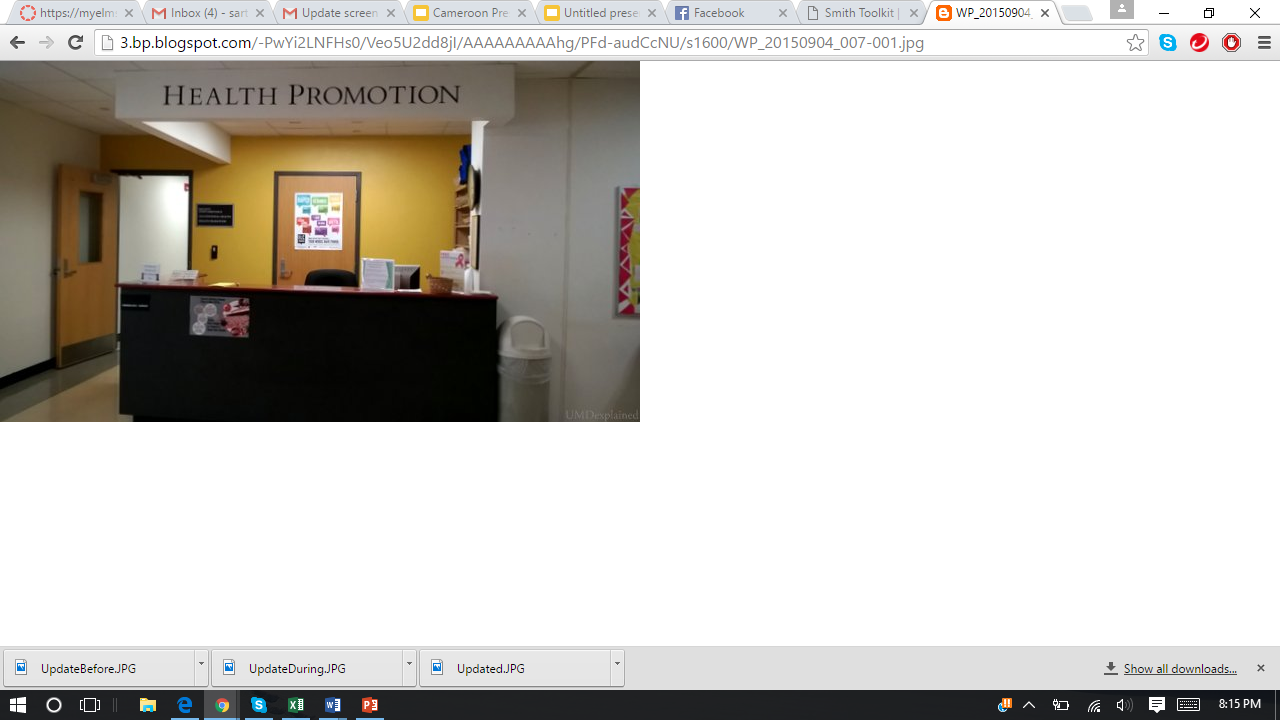 https://myelms
Inbox (4) - sar
Update screen
Cameroon Pre
Untitled prese
Facebook
Smith Toolkit |
WP_20150904_
3.bp.blogspot.com/-PwYi2LNFHs0/Veo5U2dd8jI/AAAAAAAAAhg/PFd-audCcNU/s1600/WP_20150904_007-001.jpg
HEALTH PROMOTION
UMDexplained
UpdateBefore.JPG
UpdateDuring.JPG
Updated.JPG
Show all downloads...
8:15 PM